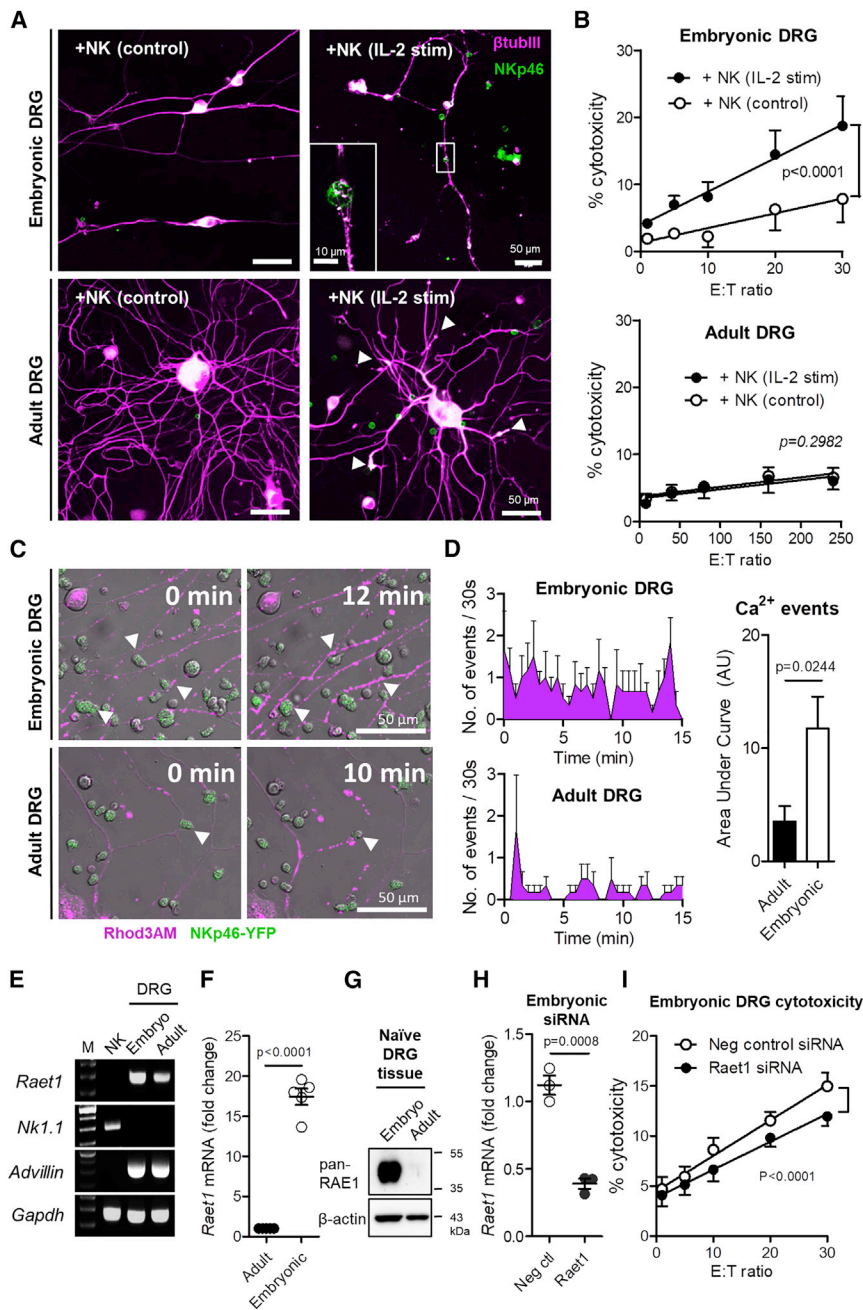 A
+NK (control)
+NK (IL-2 stim)
βtubIII
NKp46
Embryonic DRG
10 µm
50 µm
+NK (control)
+NK (IL-2 stim)
Adult DRG
50 µm
B
Embryonic DRG
+ NK (IL-2 stim)
+ NK (control)
% cytotoxicity
30
20
10
0
p<0.0001
0 10 20 30
E:T ratio
Adult DRG
+ NK (IL-2 stim)
+ NK (control)
% cytotoxicity
30
20
10
0
p=0.2982
0 50 100 150 200 250
E:T ratio
C
Embryonic DRG
0 min
12 min
50 µm
Adult DRG
0 min
10 min
50 µm
Rhod3AM NKp46-YFP
D
Embryonic DRG
No. of events / 30s
3
2
1
0
0 5 10 15
Time (min)
Adult DRG
No. of events / 30s
3
2
1
0
0 5 10 15
Time (min)
Ca2+ events
p=0.0244
Area Under Curve (AU)
20
10
0
Adult
Embryonic
E
DRG
M NK Embryo Adult
Raet1
Nk1.1
Advillin
Gapdh
F
Raet1 mRNA (fold change)
25
20
15
10
5
0
p<0.0001
Adult
Embryonic
G
Naïve
DRG
tissue
Embryo Adult
pan-
RAE1
55
35
β-actin
43
kDa
H
Embryonic
siRNA
p=0.0008
Raet1 mRNA (fold change)
1.5
1.0
0.5
0.0
Neg ctl
Raet1
I
Embryonic DRG cytotoxicity
Neg control siRNA
Raet1 siRNA
% cytotoxicity
20
15
10
5
0
P<0.0001
0 10 20 30
E:T ratio